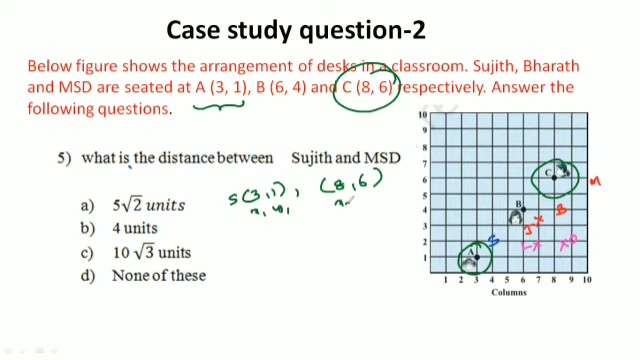 Case study question-2
Below figure shows the arrangement of desks in a classroom. Sujith, Bharath
and MSD are seated at A (3, 1), B (6, 4) and C (8, 6) respectively. Answer the
following questions.
5) what is the distance between Sujith and MSD
S(3,1), (8,6)
a) 5√2 units
b) 4 units
c) 10 √3 units
d) None of these
10
9
8
7
6
5
4
3
2
1
C
M
B
B
A
S
1 2 3 4 5 6 7 8 9 10
Columns